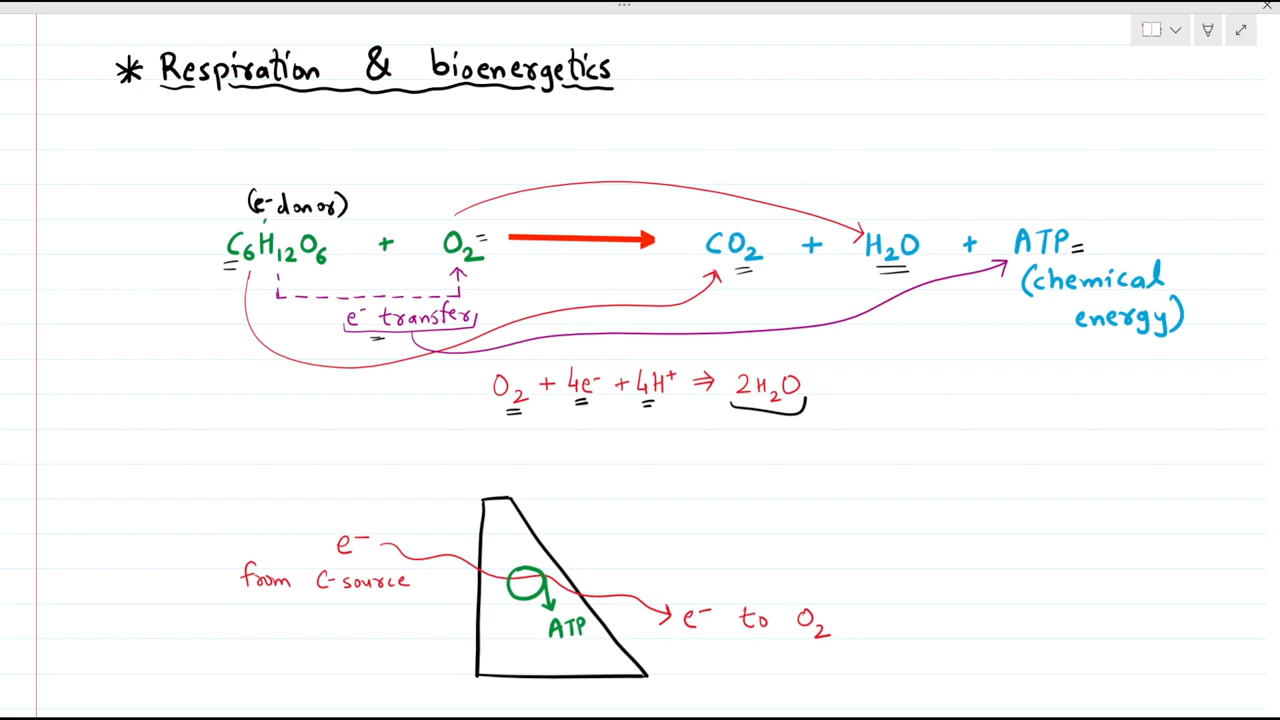 * Respiration & bioenergetics
(e⁻donor)
C₆H₁₂O₆ + O₂ → CO₂ + H₂O + ATP
(chemical
energy)
e⁻ transfer
O₂ + 4e⁻ + 4H⁺ ⇒ 2H₂O
e⁻
from C-source
ATP
e⁻ to O₂